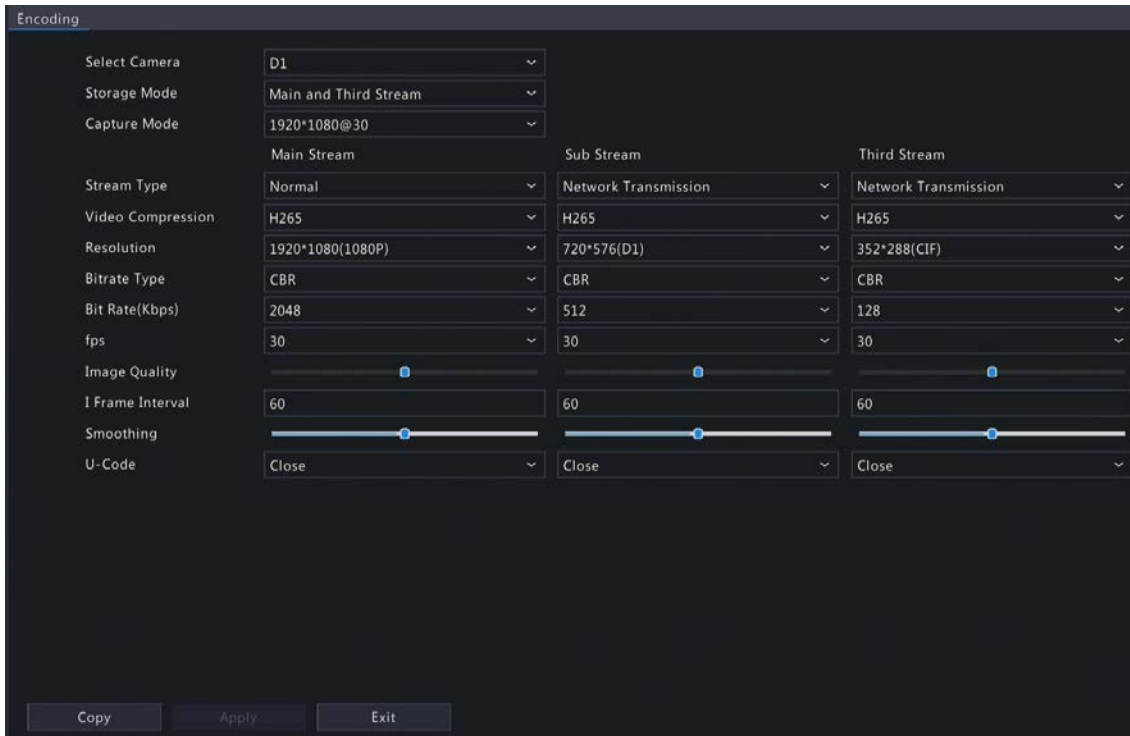 Encoding
Select Camera D1
Storage Mode Main and Third Stream
Capture Mode 1920*1080@30
Main Stream Sub Stream Third Stream
Stream Type Normal Network Transmission Network Transmission
Video Compression H265 H265 H265
Resolution 1920*1080(1080P) 720*576(D1) 352*288(CIF)
Bitrate Type CBR CBR CBR
Bit Rate(Kbps) 2048 512 128
fps 30 30 30
Image Quality
I Frame Interval 60 60 60
Smoothing
U-Code Close Close Close
Copy Apply Exit